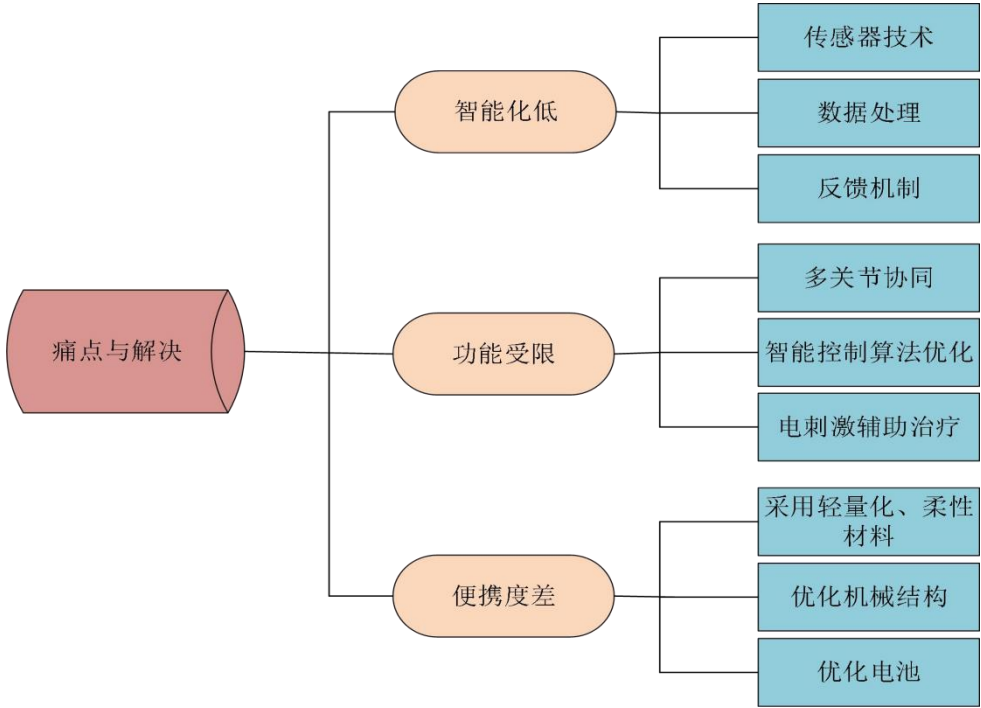 痛点与解决
智能化低
传感器技术
数据处理
反馈机制
功能受限
多关节协同
智能控制算法优化
电刺激辅助治疗
便携度差
采用轻量化、柔性
材料
优化机械结构
优化电池